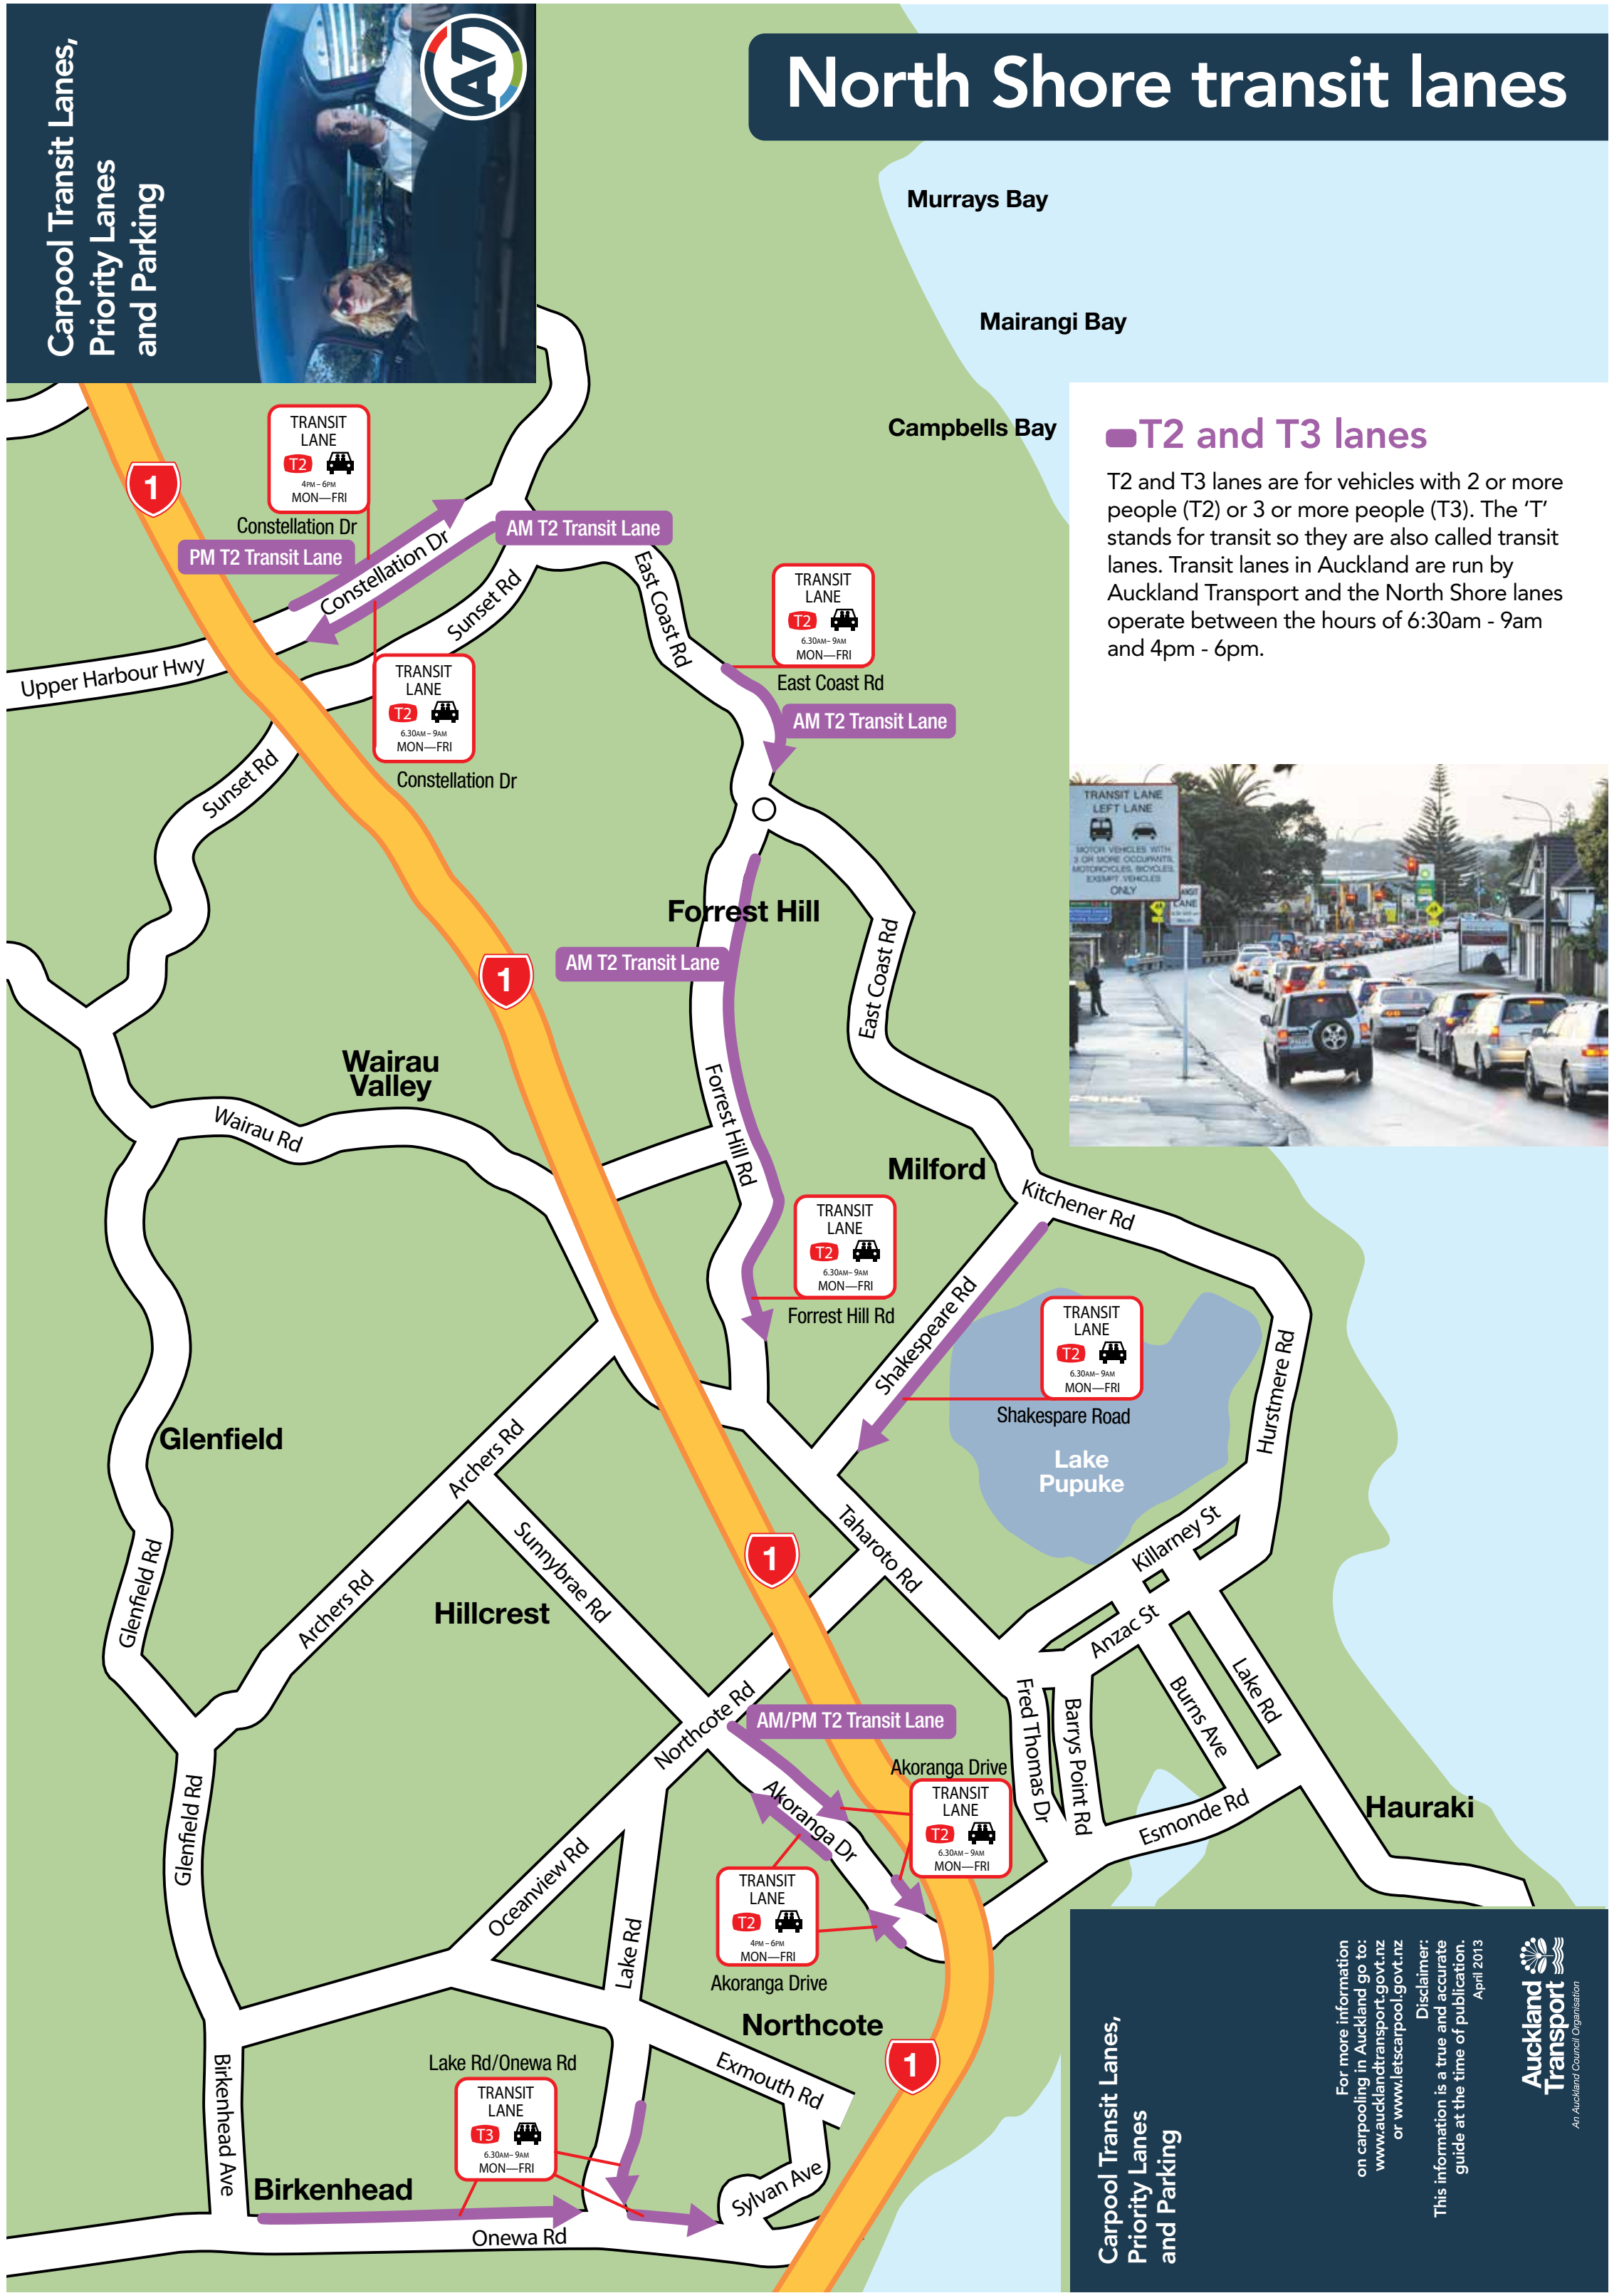 Carpool Transit Lanes,
Priority Lanes
and Parking
AT
North Shore transit lanes
Murrays Bay
Mairangi Bay
Campbells Bay
T2 and T3 lanes
T2 and T3 lanes are for vehicles with 2 or more
people (T2) or 3 or more people (T3). The ‘T’
stands for transit so they are also called transit
lanes. Transit lanes in Auckland are run by
Auckland Transport and the North Shore lanes
operate between the hours of 6:30am - 9am
and 4pm - 6pm.
1
TRANSIT
LANE
T2
4PM – 6PM
MON—FRI
Constellation Dr
PM T2 Transit Lane
AM T2 Transit Lane
Constellation Dr
Sunset Rd
East Coast Rd
Upper Harbour Hwy
TRANSIT
LANE
T2
6.30AM – 9AM
MON—FRI
Constellation Dr
TRANSIT
LANE
T2
6.30AM– 9AM
MON—FRI
East Coast Rd
AM T2 Transit Lane
Sunset Rd
TRANSIT LANE
LEFT LANE
MOTOR VEHICLES WITH
3 OR MORE OCCUPANTS,
MOTORCYCLES, BICYCLES,
EXEMPT VEHICLES
ONLY
Forrest Hill
AM T2 Transit Lane
1
East Coast Rd
Wairau
Valley
Wairau Rd
Forrest Hill Rd
Milford
Kitchener Rd
TRANSIT
LANE
T2
6.30AM– 9AM
MON—FRI
Forrest Hill Rd
Shakespeare Rd
TRANSIT
LANE
T2
6.30AM– 9AM
MON—FRI
Shakespare Road
Lake
Pupuke
Hurstmere Rd
Glenfield
Archers Rd
Sunnybrae Rd
Taharoto Rd
Killarney St
1
Glenfield Rd
Archers Rd
Hillcrest
Anzac St
Lake Rd
Burns Ave
Fred Thomas Dr
Barrys Point Rd
Northcote Rd
AM/PM T2 Transit Lane
Akoranga Drive
TRANSIT
LANE
T2
6.30AM – 9AM
MON—FRI
Akoranga Dr
Esmonde Rd
Hauraki
Glenfield Rd
Oceanview Rd
Lake Rd
TRANSIT
LANE
T2
4PM – 6PM
MON—FRI
Akoranga Drive
Northcote
1
Exmouth Rd
Birkenhead Ave
Lake Rd/Onewa Rd
TRANSIT
LANE
T3
6.30AM– 9AM
MON—FRI
Birkenhead
Sylvan Ave
Onewa Rd
Carpool Transit Lanes,
Priority Lanes
and Parking
For more information
on carpooling in Auckland go to:
www.aucklandtransport.govt.nz
or www.letscarpool.govt.nz
Disclaimer:
This information is a true and accurate
guide at the time of publication.
April 2013
Auckland
Transport
An Auckland Council Organisation